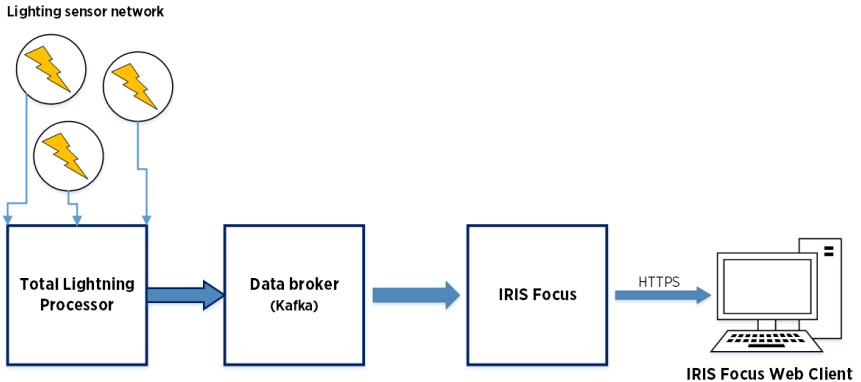 Lighting sensor network
Total Lightning
Processor
Data broker
(Kafka)
IRIS Focus
HTTPS
IRIS Focus Web Client